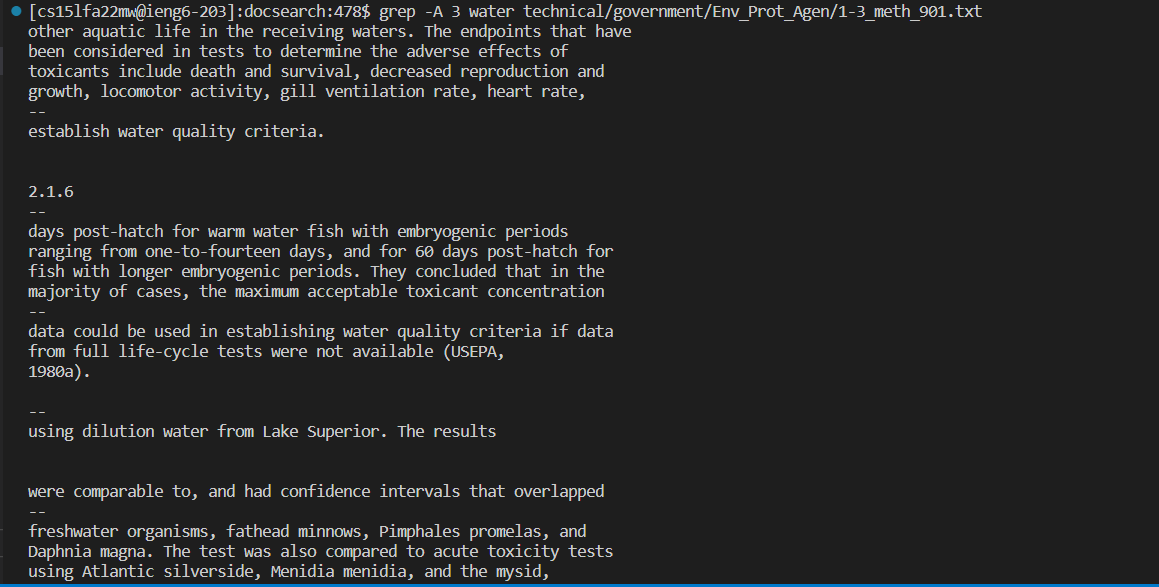 [cs15lfa22mw@ieng6-203]:docsearch:478$ grep -A 3 water technical/government/Env_Prot_Agen/1-3_meth_901.txt
other aquatic life in the receiving waters. The endpoints that have
been considered in tests to determine the adverse effects of
toxicants include death and survival, decreased reproduction and
growth, locomotor activity, gill ventilation rate, heart rate,
--
establish water quality criteria.
2.1.6
--
days post-hatch for warm water fish with embryogenic periods
ranging from one-to-fourteen days, and for 60 days post-hatch for
fish with longer embryogenic periods. They concluded that in the
majority of cases, the maximum acceptable toxicant concentration
--
data could be used in establishing water quality criteria if data
from full life-cycle tests were not available (USEPA,
1980a).
--
using dilution water from Lake Superior. The results
were comparable to, and had confidence intervals that overlapped
--
freshwater organisms, fathead minnows, Pimphales promelas, and
Daphnia magna. The test was also compared to acute toxicity tests
using Atlantic silverside, Menidia menidia, and the mysid,